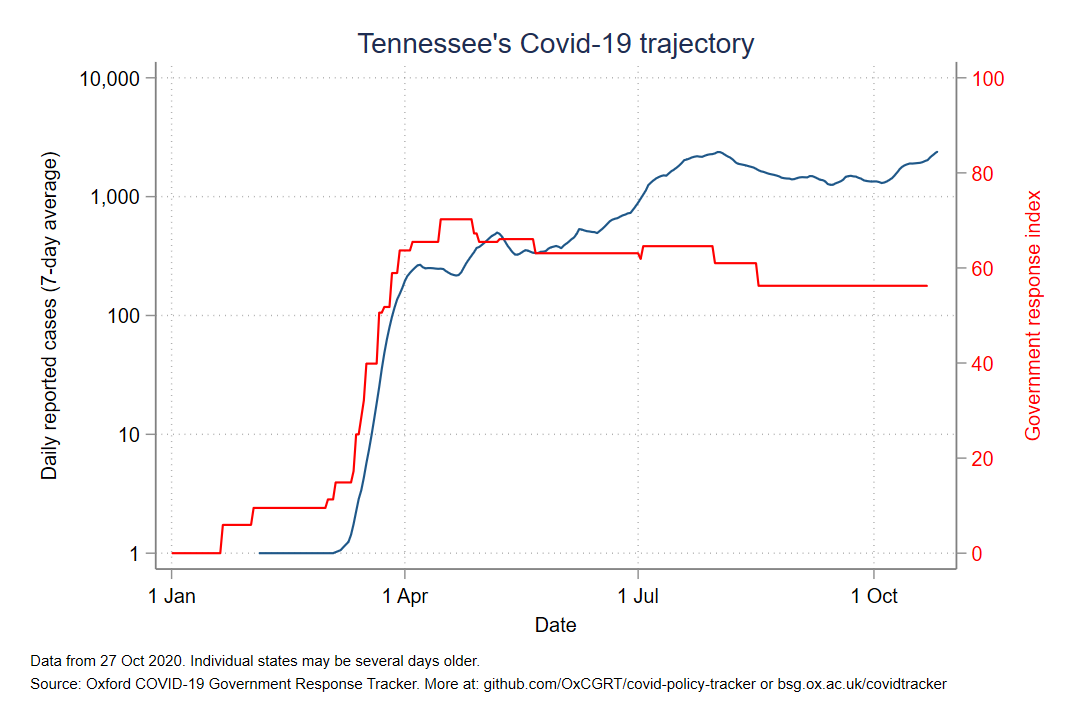 Tennessee's Covid-19 trajectory
10,000
1,000
100
10
1
Daily reported cases (7-day average)
100
80
60
40
20
0
Government response index
1 Jan
1 Apr
1 Jul
1 Oct
Date
Data from 27 Oct 2020. Individual states may be several days older.
Source: Oxford COVID-19 Government Response Tracker. More at: github.com/OxCGRT/covid-policy-tracker or bsg.ox.ac.uk/covidtracker